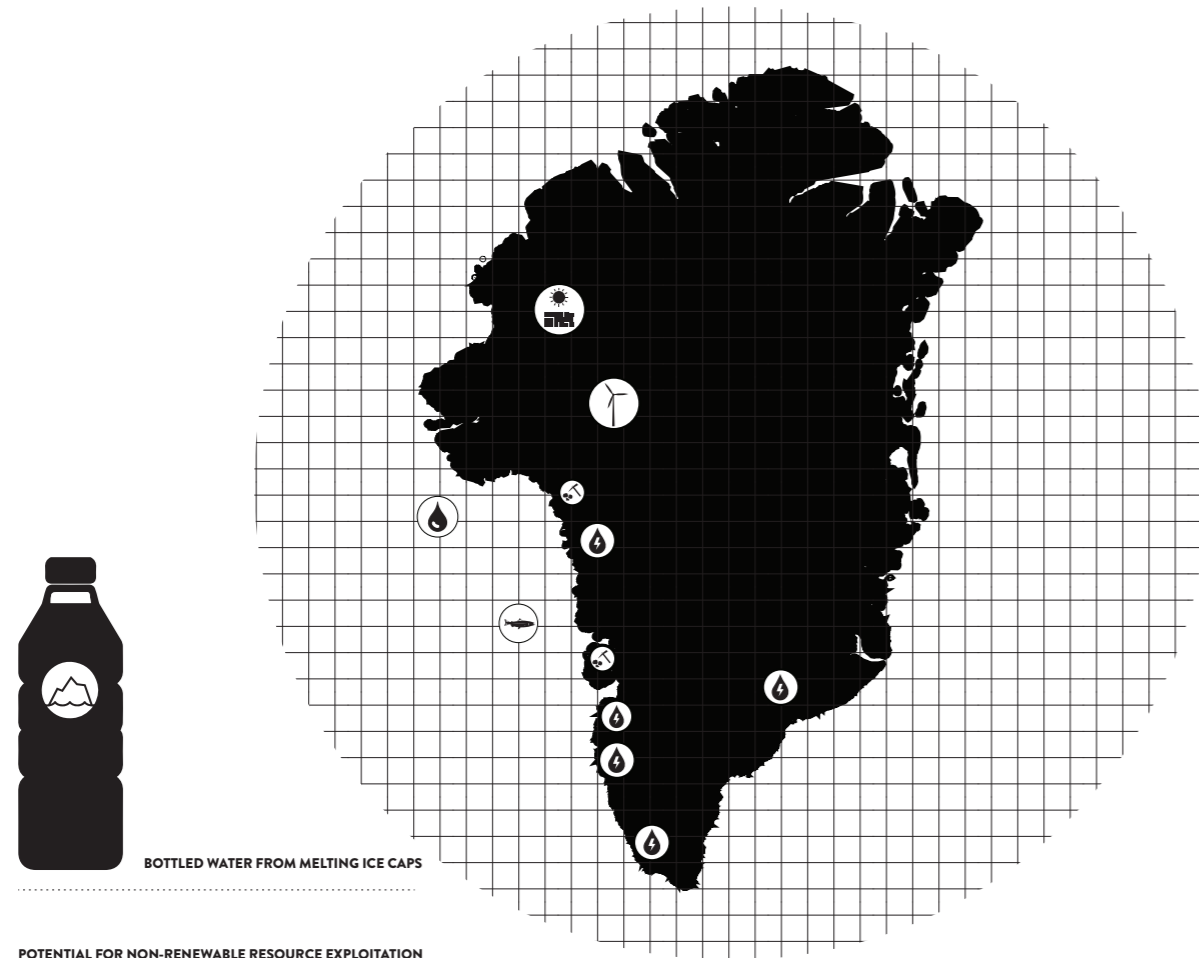 BOTTLED WATER FROM MELTING ICE CAPS
POTENTIAL FOR NON-RENEWABLE RESOURCE EXPLOITATION